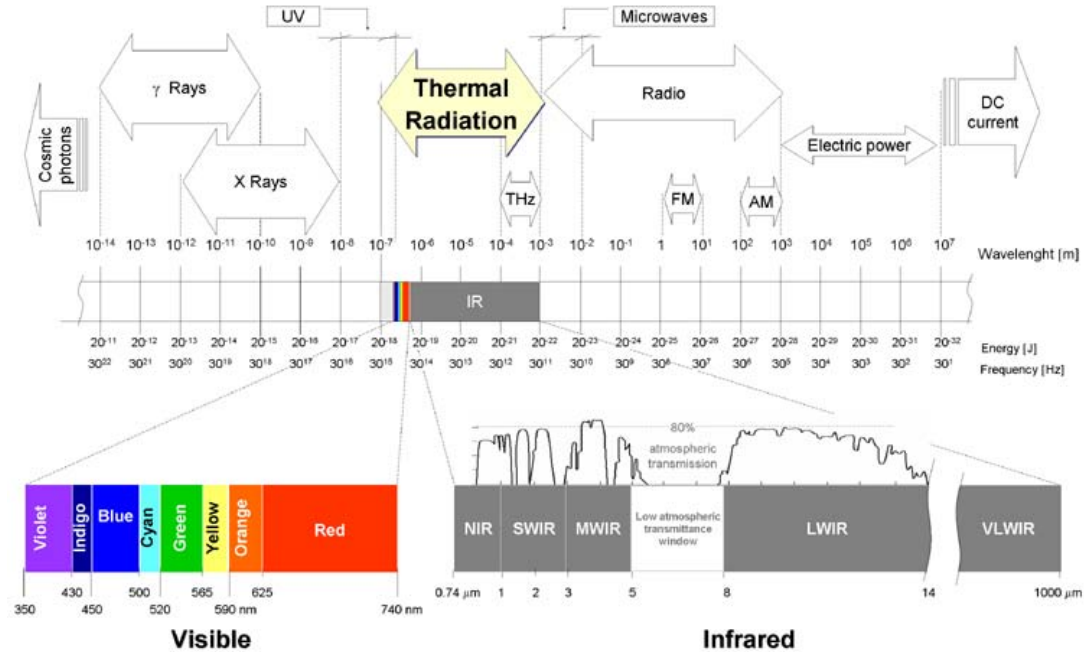 UV
Microwaves
γ Rays
Thermal
Radiation
Radio
DC
current
Cosmic
photons
X Rays
Electric power
THz
FM
AM
10⁻¹⁴ 10⁻¹³ 10⁻¹² 10⁻¹¹ 10⁻¹⁰ 10⁻⁹ 10⁻⁸ 10⁻⁷ 10⁻⁶ 10⁻⁵ 10⁻⁴ 10⁻³ 10⁻² 10⁻¹ 1 10¹ 10² 10³ 10⁴ 10⁵ 10⁶ 10⁷
Wavelenght [m]
IR
20⁻¹¹ 20⁻¹² 20⁻¹³ 20⁻¹⁴ 20⁻¹⁵ 20⁻¹⁶ 20⁻¹⁷ 20⁻¹⁸ 20⁻¹⁹ 20⁻²⁰ 20⁻²¹ 20⁻²² 20⁻²³ 20⁻²⁴ 20⁻²⁵ 20⁻²⁶ 20⁻²⁷ 20⁻²⁸ 20⁻²⁹ 20⁻³⁰ 20⁻³¹ 20⁻³²
Energy [J]
30²² 30²¹ 30²⁰ 30¹⁹ 30¹⁸ 30¹⁷ 30¹⁶ 30¹⁵ 30¹⁴ 30¹³ 30¹² 30¹¹ 30¹⁰ 30⁹ 30⁸ 30⁷ 30⁶ 30⁵ 30⁴ 30³ 30² 30¹
Frequency [Hz]
80%
atmospheric
transmission
Violet
Indigo
Blue
Cyan
Green
Yellow
Orange
Red
350 430 450 500 520 565 590 nm 625 740 nm
Visible
NIR
SWIR
MWIR
Low atmospheric
transmittance
window
LWIR
VLWIR
0.74 μm 1 2 3 5 8 14 1000 μm
Infrared